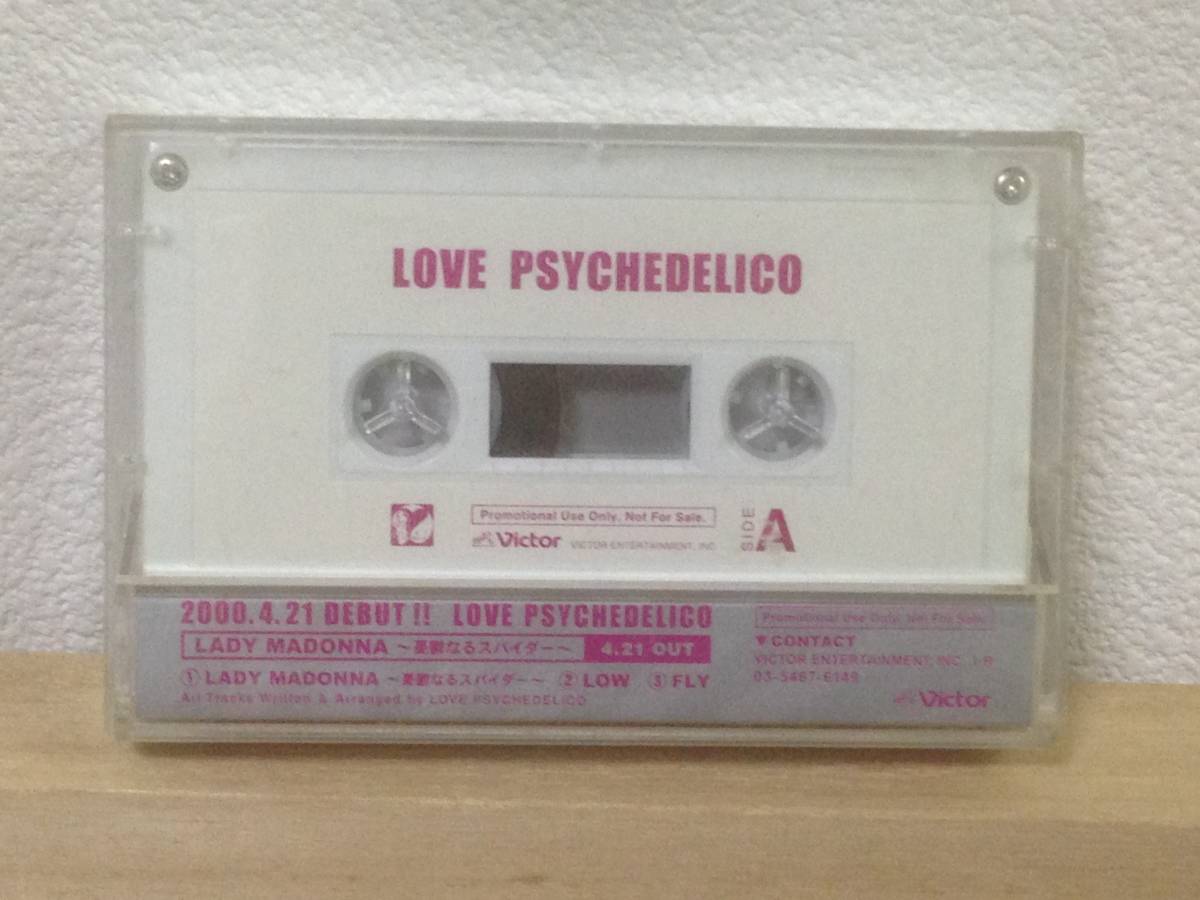 LOVE PSYCHEDELICO
Promotional Use Only. Not For Sale.
Victor VICTOR ENTERTAINMENT, INC.
SIDE A
2000.4.21 DEBUT!! LOVE PSYCHEDELICO
LADY MADONNA ～憂鬱なるスパイダー～ 4.21 OUT
① LADY MADONNA ～憂鬱なるスパイダー～ ② LOW ③ FLY
All Tracks Written & Arranged by LOVE PSYCHEDELICO
Promotional Use Only. Not For Sale.
▼CONTACT
VICTOR ENTERTAINMENT, INC.
03-5467-6149
Victor